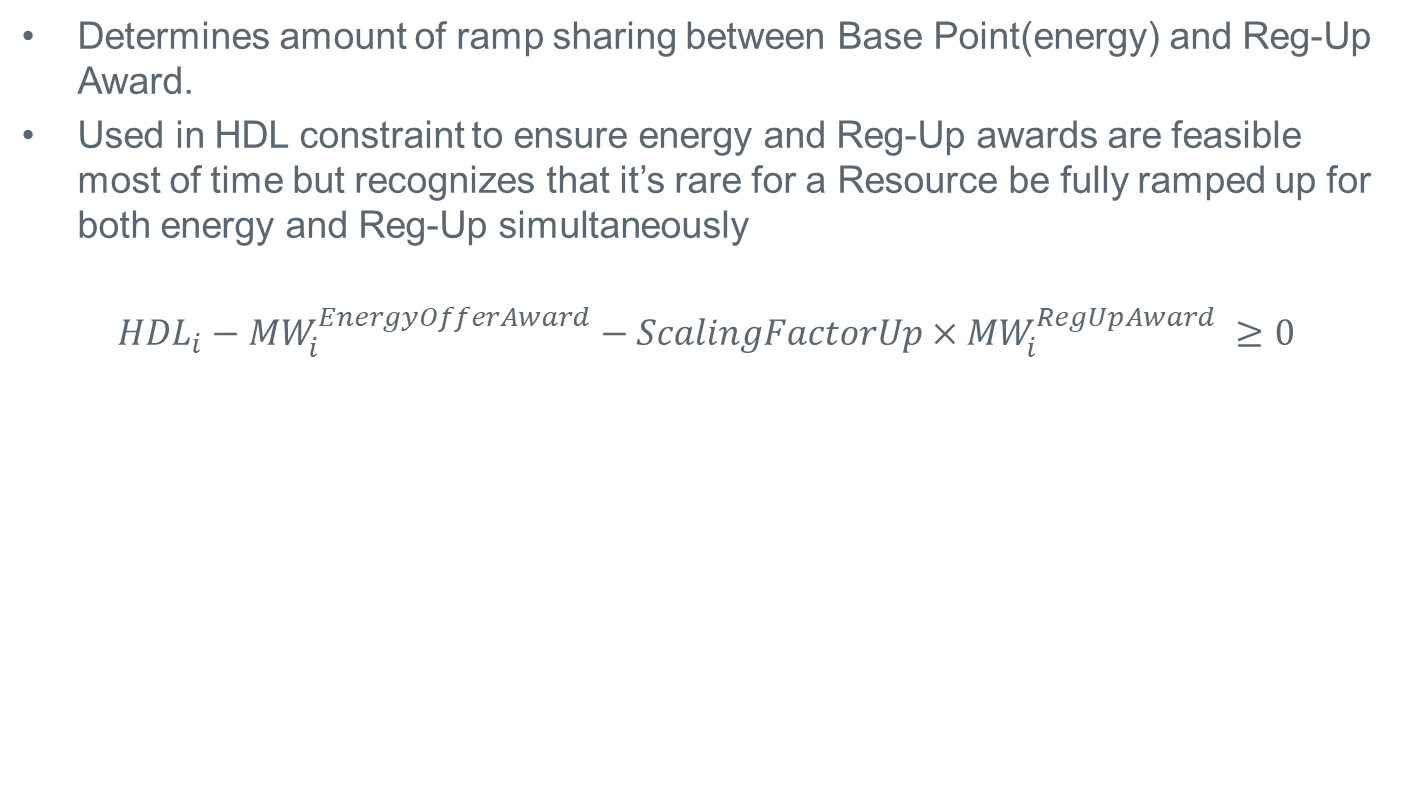 • Determines amount of ramp sharing between Base Point(energy) and Reg-Up
Award.
• Used in HDL constraint to ensure energy and Reg-Up awards are feasible
most of time but recognizes that it’s rare for a Resource be fully ramped up for
both energy and Reg-Up simultaneously
$HDL_i - MW_i^{EnergyOfferAward} - ScalingFactorUp \times MW_i^{RegUpAward} \geq 0$